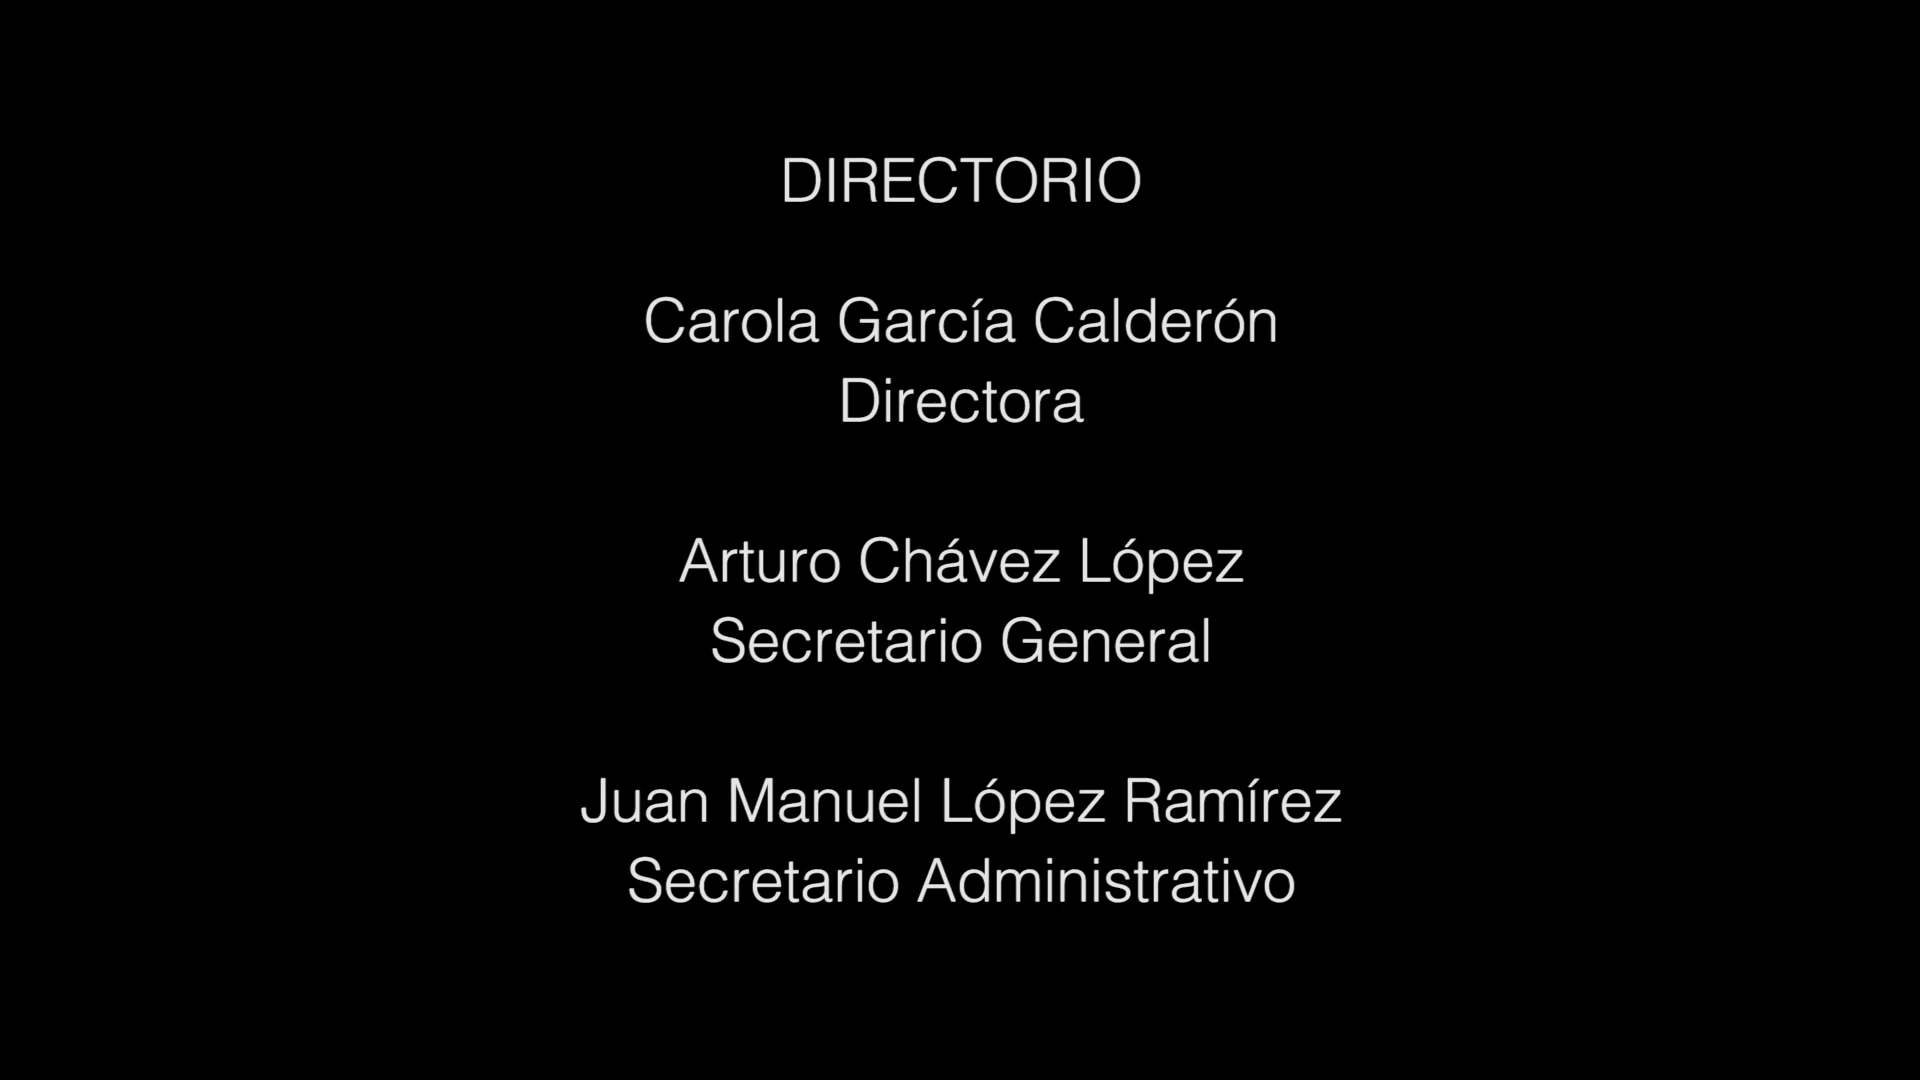 DIRECTORIO
Carola García Calderón
Directora
Arturo Chávez López
Secretario General
Juan Manuel López Ramírez
Secretario Administrativo